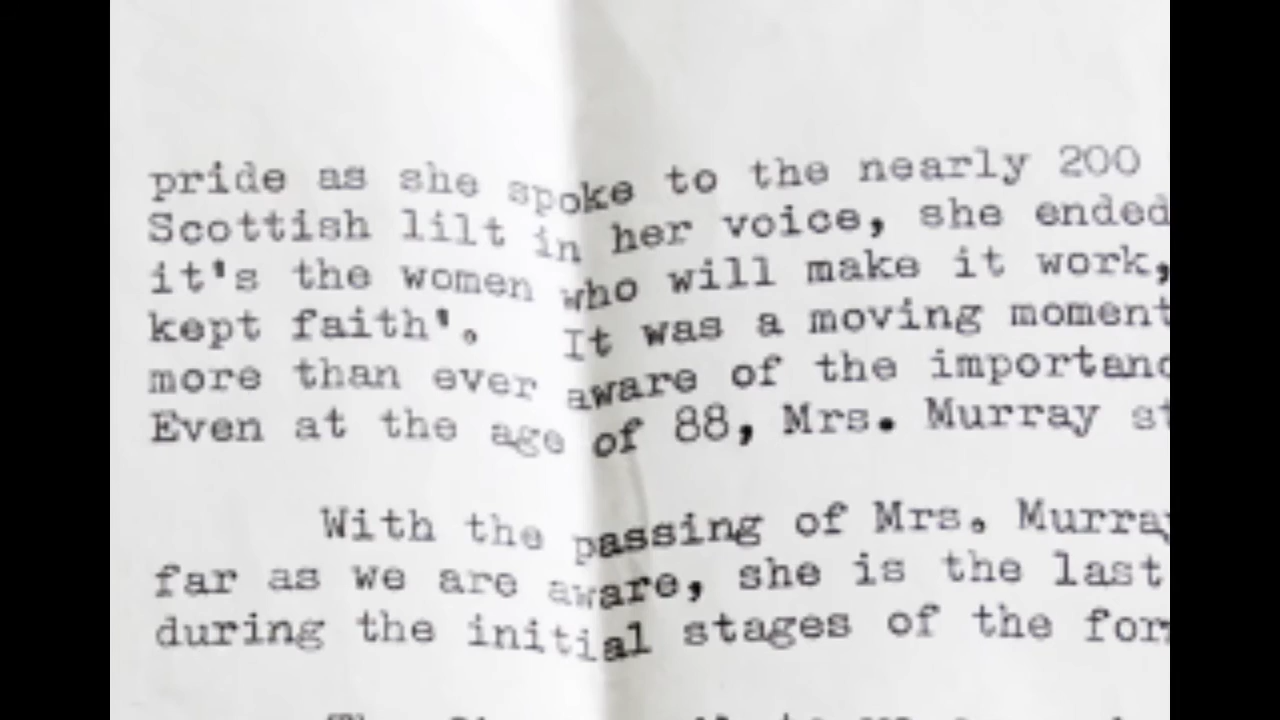 pride as she spoke to the nearly 200
Scottish lilt in her voice, she ended
it's the women who will make it work,
kept faith'. It was a moving moment
more than ever aware of the importanc
Even at the age of 88, Mrs. Murray st
With the passing of Mrs. Murray
far as we are aware, she is the last
during the initial stages of the for